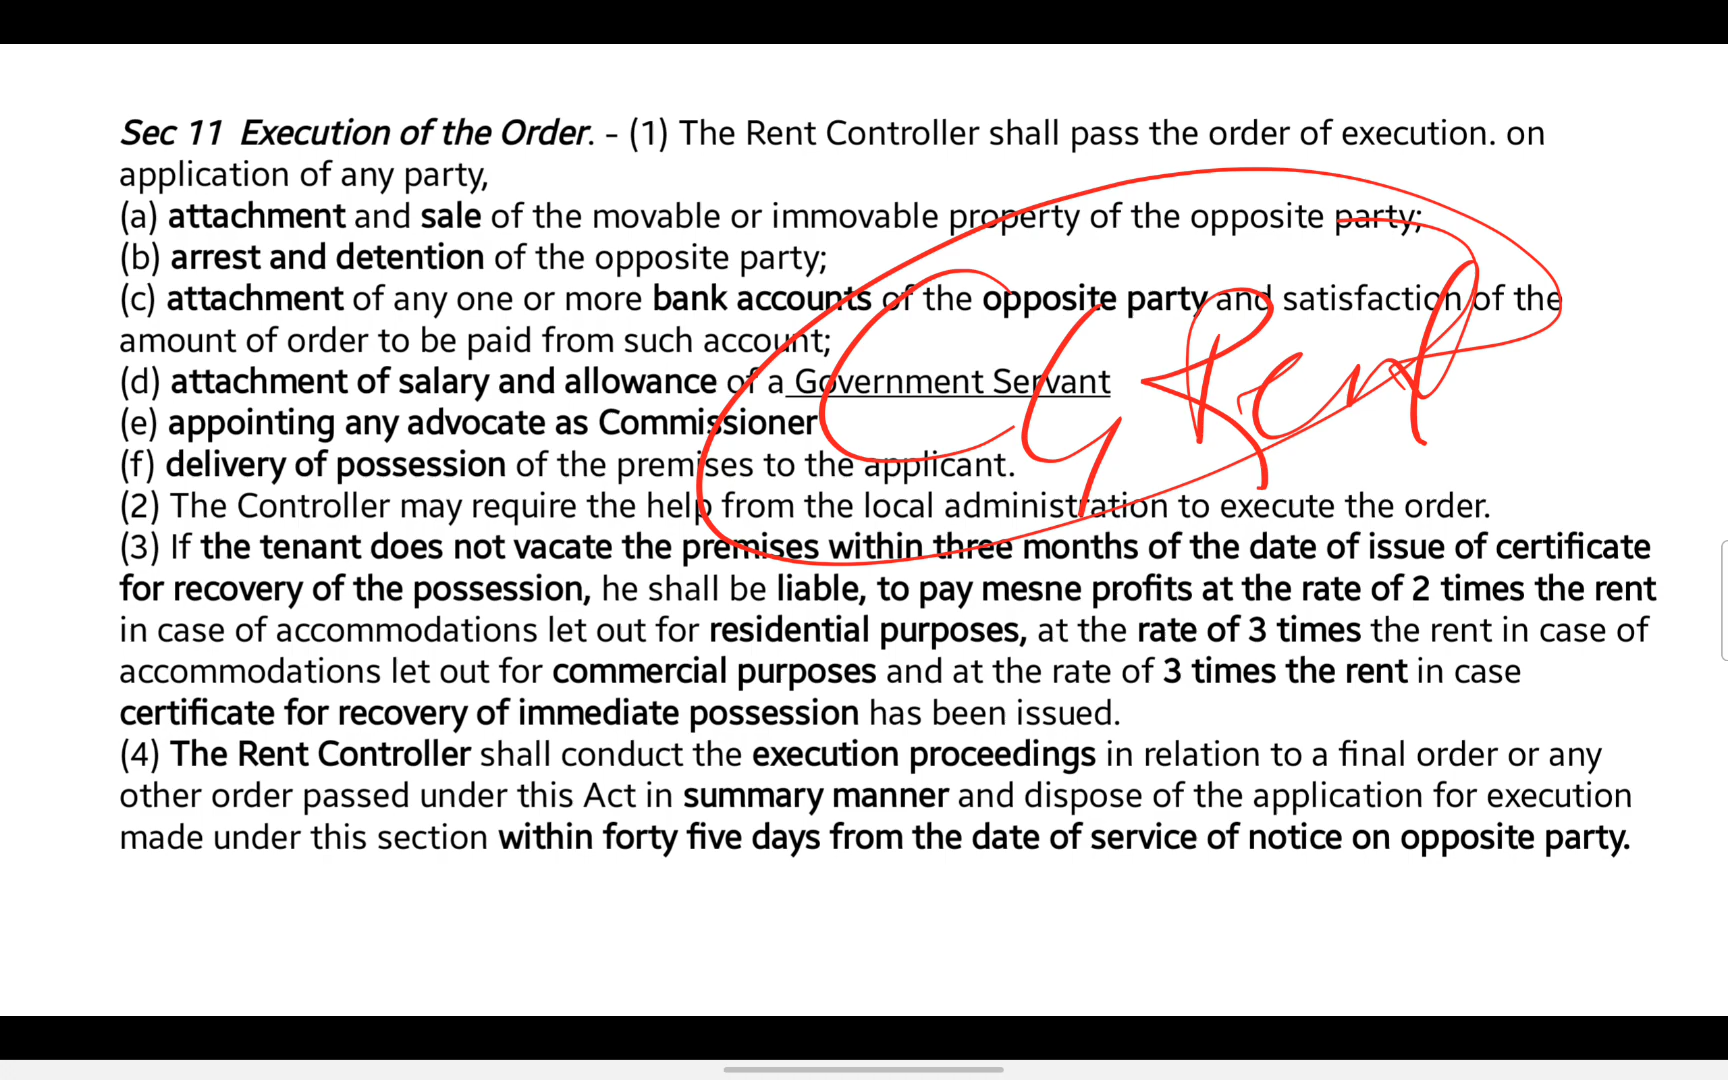 Sec 11 Execution of the Order. - (1) The Rent Controller shall pass the order of execution. on
application of any party,
(a) attachment and sale of the movable or immovable property of the opposite party;
(b) arrest and detention of the opposite party;
(c) attachment of any one or more bank accounts of the opposite party and satisfaction of the
amount of order to be paid from such account;
(d) attachment of salary and allowance of a Government Servant
(e) appointing any advocate as Commissioner
(f) delivery of possession of the premises to the applicant.
(2) The Controller may require the help from the local administration to execute the order.
(3) If the tenant does not vacate the premises within three months of the date of issue of certificate
for recovery of the possession, he shall be liable, to pay mesne profits at the rate of 2 times the rent
in case of accommodations let out for residential purposes, at the rate of 3 times the rent in case of
accommodations let out for commercial purposes and at the rate of 3 times the rent in case
certificate for recovery of immediate possession has been issued.
(4) The Rent Controller shall conduct the execution proceedings in relation to a final order or any
other order passed under this Act in summary manner and dispose of the application for execution
made under this section within forty five days from the date of service of notice on opposite party.
CG Rent